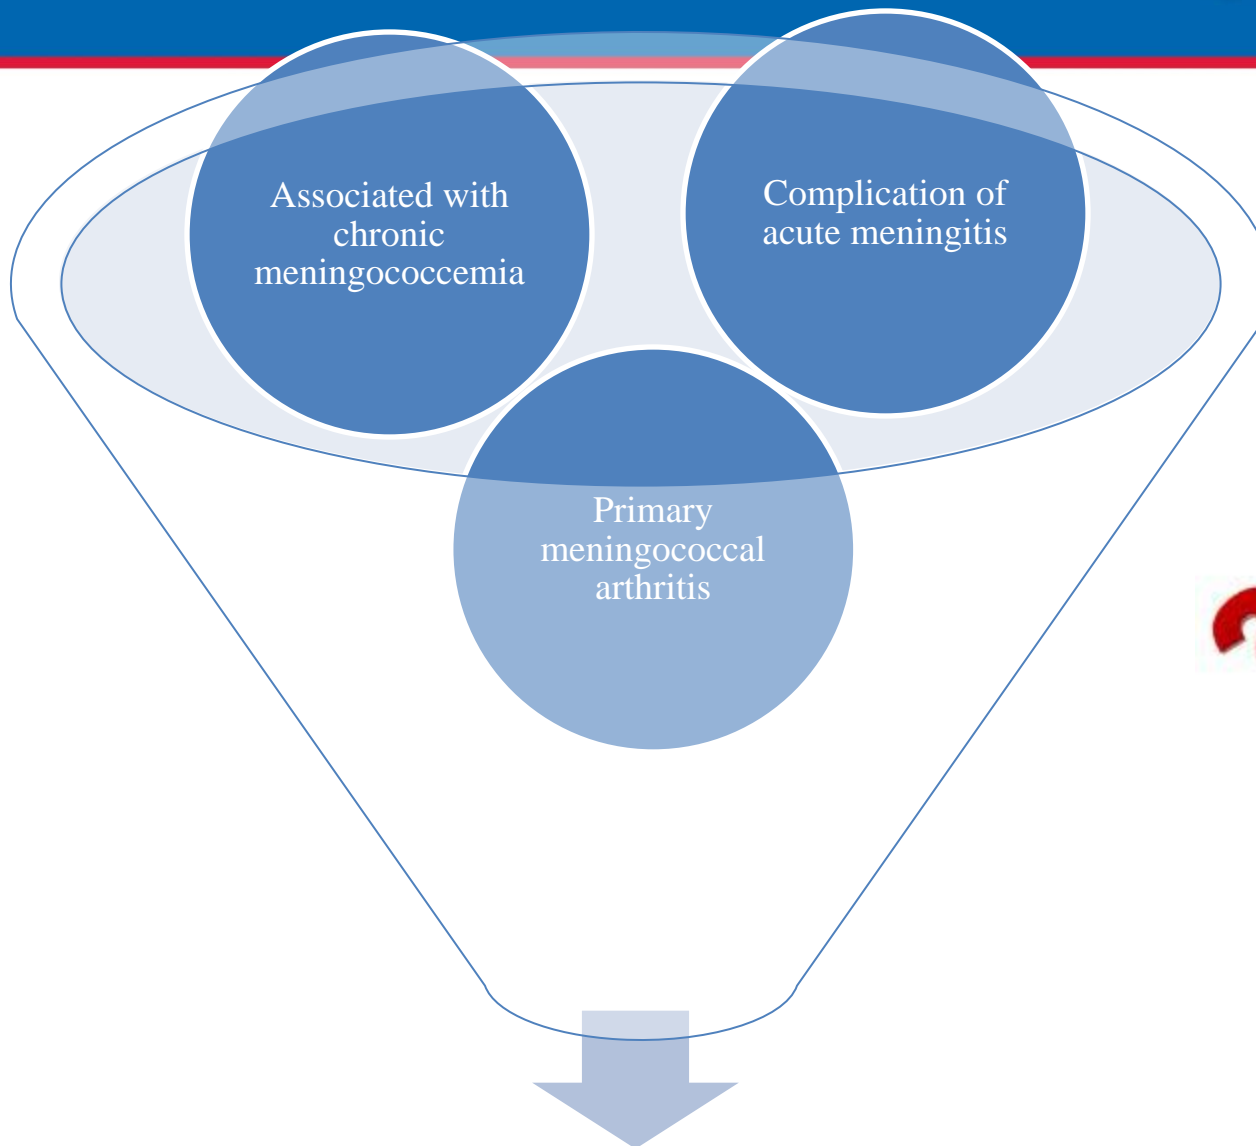 Associated with
chronic
meningococcemia
Complication of
acute meningitis
Primary
meningococcal
arthritis